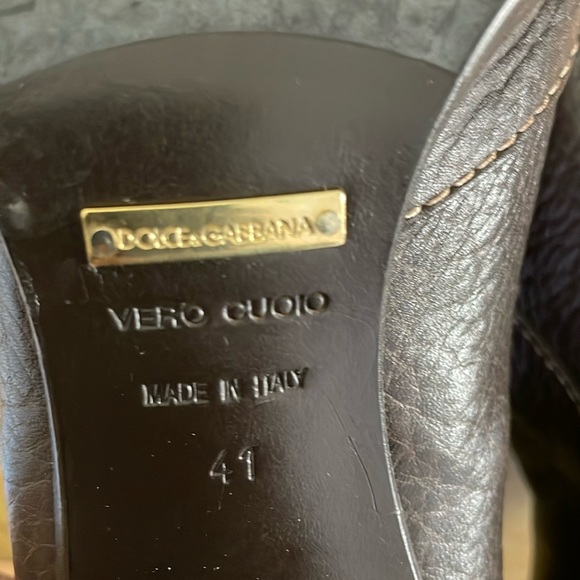 DOLCE&GABBANA
VERO CUOIO
MADE IN ITALY
41